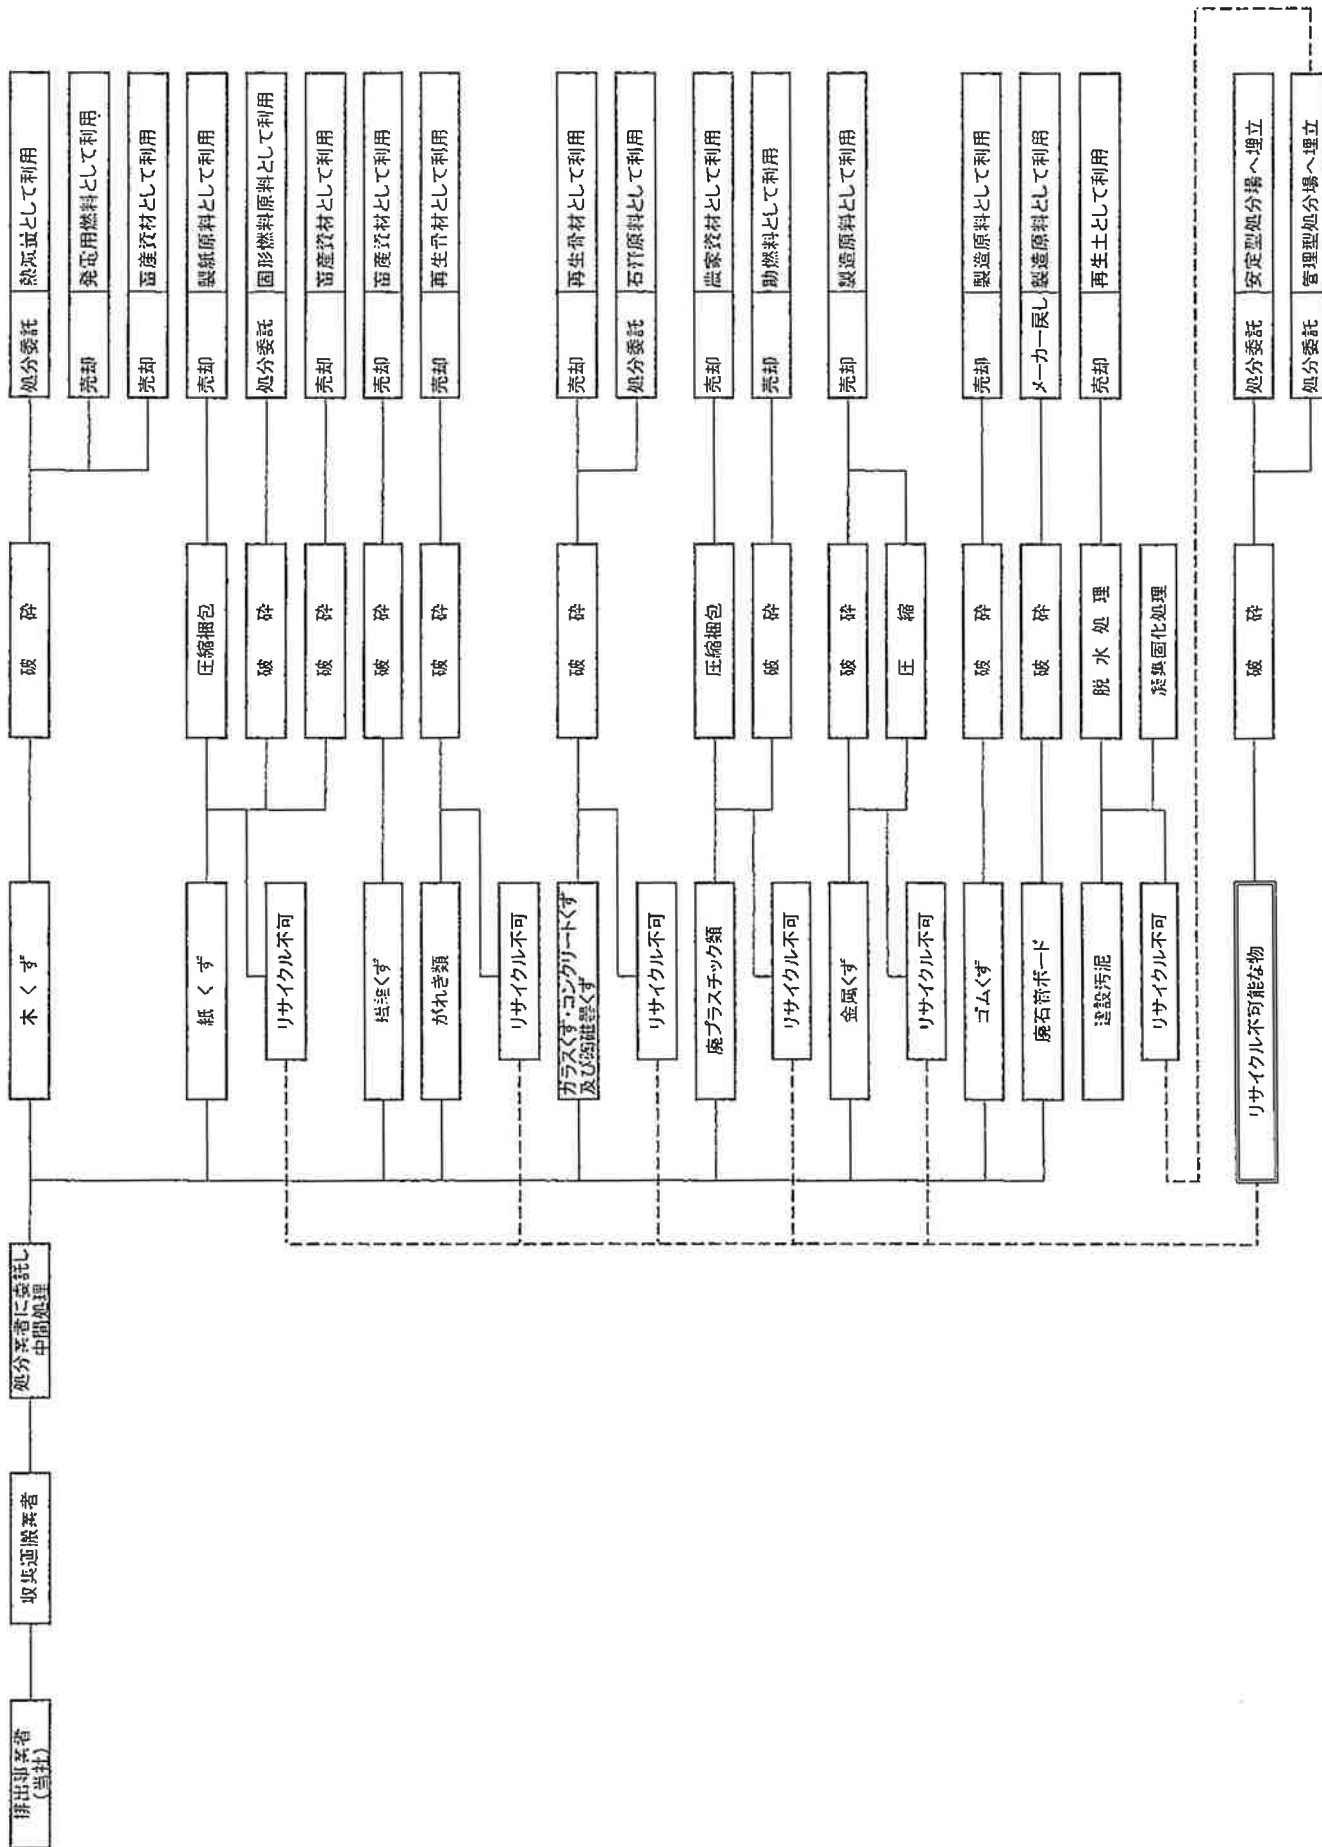 排出事業者
(当社)
収集運搬業者
処分業者に委託し
中間処理
木くず
破砕
処分委託
として利用
売却
発電用燃料として利用
売却
畜産資材として利用
紙くず
圧縮梱包
売却
製紙原料として利用
破砕
処分委託
固形燃料原料として利用
リサイクル不可
破砕
売却
畜産資材として利用
繊維くず
破砕
売却
畜産資材として利用
がれき類
破砕
売却
再生骨材として利用
リサイクル不可
ガラスくず・コンクリートくず
及び陶磁器くず
破砕
売却
再生骨材として利用
処分委託
石膏原料として利用
リサイクル不可
廃プラスチック類
圧縮梱包
売却
農家資材として利用
破砕
売却
助燃料として利用
リサイクル不可
金属くず
破砕
売却
製造原料として利用
圧縮
リサイクル不可
ゴムくず
破砕
売却
製造原料として利用
廃石膏ボード
破砕
メーカー戻し
製造原料として利用
建設汚泥
脱水処理
売却
再生土として利用
リサイクル不可
凝集固化処理
リサイクル不可能な物
破砕
処分委託
安定型処分場へ埋立
処分委託
管理型処分場へ埋立